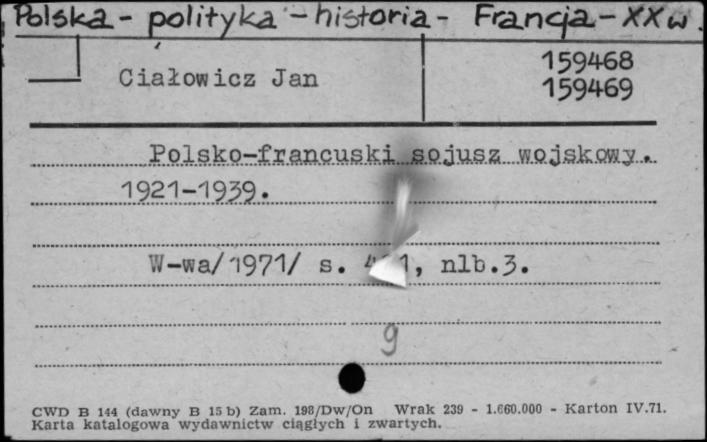 Polska - polityka - historia - Francja - XX w.
159468
Ciałowicz Jan
159469
Polsko-francuski sojusz wojskowy.
1921-1939.
W-wa/1971/ s. , nlb.3.
9
CWD B 144 (dawny B 15 b) Zam. 198/Dw/On Wrak 239 - 1.660.000 - Karton IV.71.
Karta katalogowa wydawnictw ciągłych i zwartych.